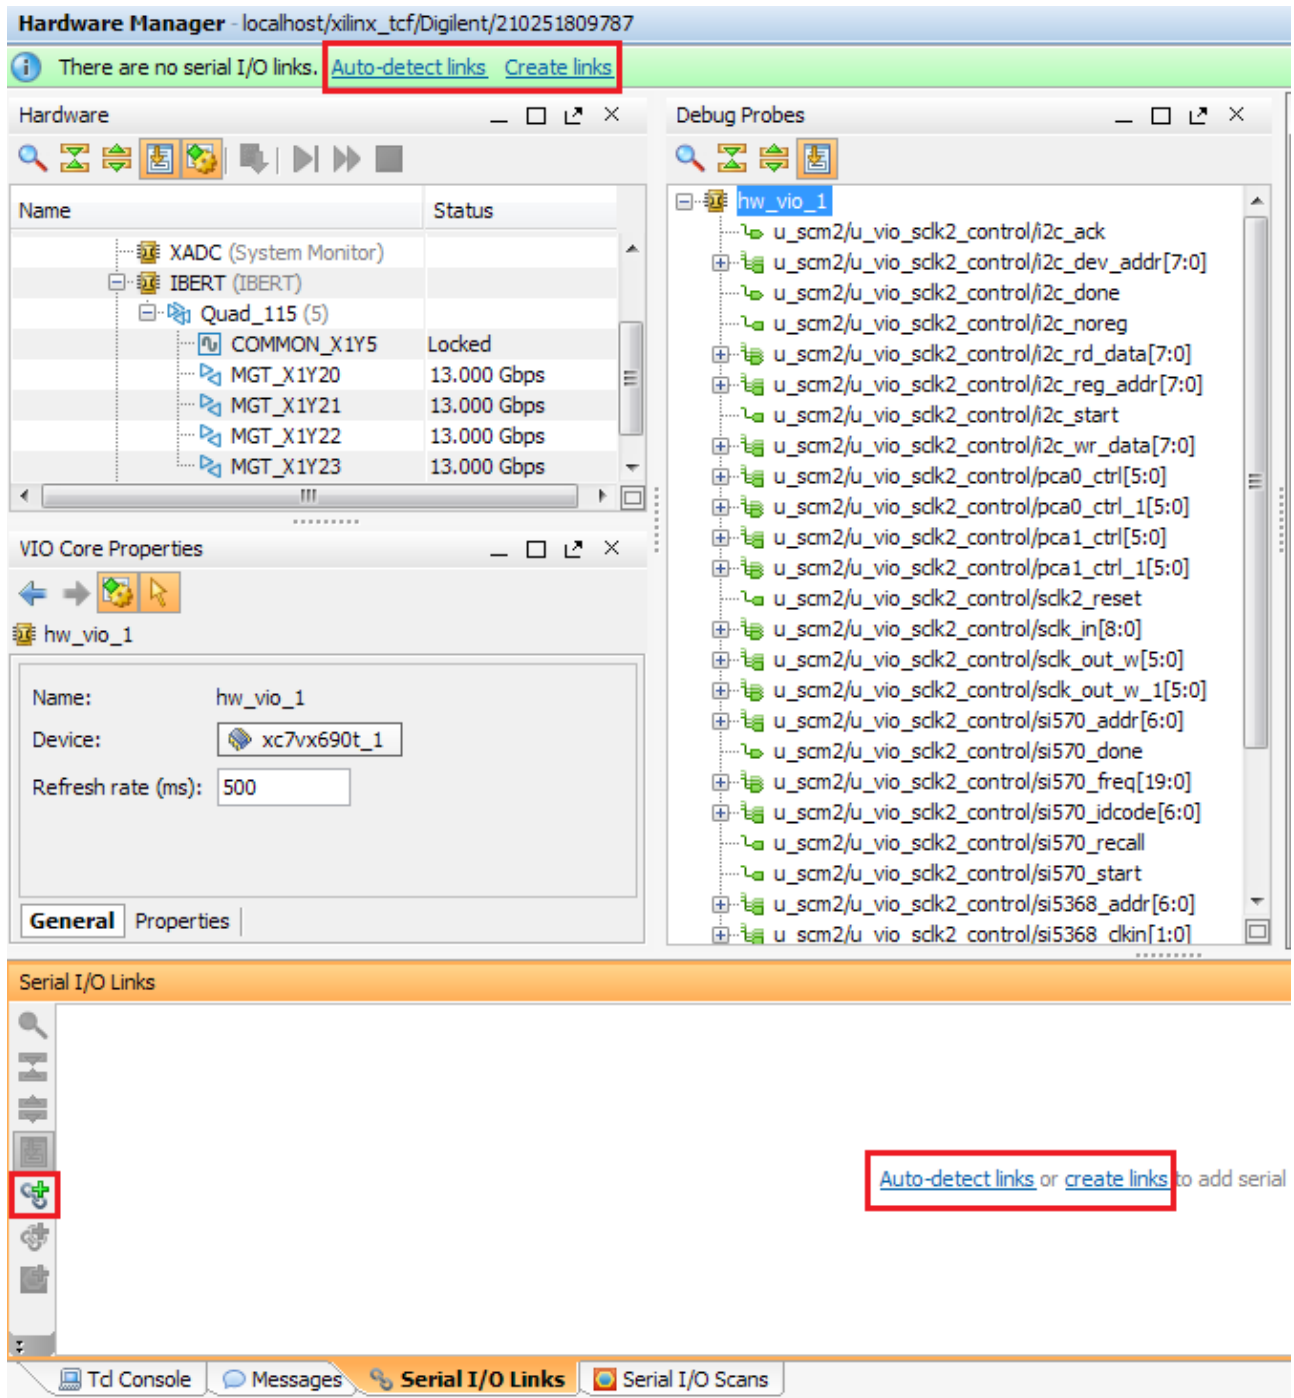 Hardware Manager - localhost/xilinx_tcf/Digilent/210251809787
There are no serial I/O links. Auto-detect links Create links
Hardware
Name Status
XADC (System Monitor)
IBERT (IBERT)
Quad_115 (5)
COMMON_X1Y5 Locked
MGT_X1Y20 13.000 Gbps
MGT_X1Y21 13.000 Gbps
MGT_X1Y22 13.000 Gbps
MGT_X1Y23 13.000 Gbps
VIO Core Properties
hw_vio_1
Name: hw_vio_1
Device: xc7vx690t_1
Refresh rate (ms): 500
General Properties
Debug Probes
hw_vio_1
u_scm2/u_vio_sclk2_control/i2c_ack
u_scm2/u_vio_sclk2_control/i2c_dev_addr[7:0]
u_scm2/u_vio_sclk2_control/i2c_done
u_scm2/u_vio_sclk2_control/i2c_noreg
u_scm2/u_vio_sclk2_control/i2c_rd_data[7:0]
u_scm2/u_vio_sclk2_control/i2c_reg_addr[7:0]
u_scm2/u_vio_sclk2_control/i2c_start
u_scm2/u_vio_sclk2_control/i2c_wr_data[7:0]
u_scm2/u_vio_sclk2_control/pca0_ctrl[5:0]
u_scm2/u_vio_sclk2_control/pca0_ctrl_1[5:0]
u_scm2/u_vio_sclk2_control/pca1_ctrl[5:0]
u_scm2/u_vio_sclk2_control/pca1_ctrl_1[5:0]
u_scm2/u_vio_sclk2_control/sclk2_reset
u_scm2/u_vio_sclk2_control/sclk_in[8:0]
u_scm2/u_vio_sclk2_control/sclk_out_w[5:0]
u_scm2/u_vio_sclk2_control/sclk_out_w_1[5:0]
u_scm2/u_vio_sclk2_control/si570_addr[6:0]
u_scm2/u_vio_sclk2_control/si570_done
u_scm2/u_vio_sclk2_control/si570_freq[19:0]
u_scm2/u_vio_sclk2_control/si570_idcode[6:0]
u_scm2/u_vio_sclk2_control/si570_recall
u_scm2/u_vio_sclk2_control/si570_start
u_scm2/u_vio_sclk2_control/si5368_addr[6:0]
u_scm2/u_vio_sclk2_control/si5368_clkin[1:0]
Serial I/O Links
Auto-detect links or create links to add serial
Tcl Console Messages Serial I/O Links Serial I/O Scans